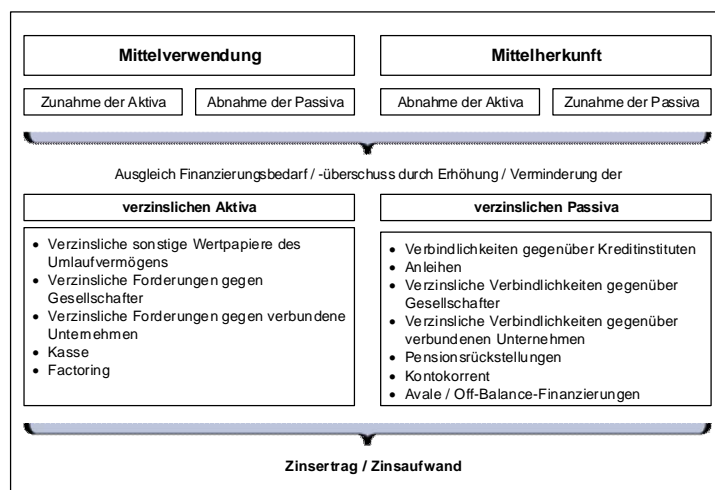 Mittelverwendung
Mittelherkunft
Zunahme der Aktiva
Abnahme der Passiva
Abnahme der Aktiva
Zunahme der Passiva
Ausgleich Finanzierungsbedarf / -überschuss durch Erhöhung / Verminderung der
verzinslichen Aktiva
• Verzinsliche sonstige Wertpapiere des
Umlaufvermögens
• Verzinsliche Forderungen gegen
Gesellschafter
• Verzinsliche Forderungen gegen verbundene
Unternehmen
• Kasse
• Factoring
verzinslichen Passiva
• Verbindlichkeiten gegenüber Kreditinstituten
• Anleihen
• Verzinsliche Verbindlichkeiten gegenüber
Gesellschafter
• Verzinsliche Verbindlichkeiten gegenüber
verbundenen Unternehmen
• Pensionsrückstellungen
• Kontokorrent
• Avale / Off-Balance-Finanzierungen
Zinsertrag / Zinsaufwand